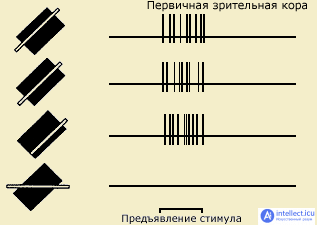 Первичная зрительная кора
Предъявление стимула
intellect.icu